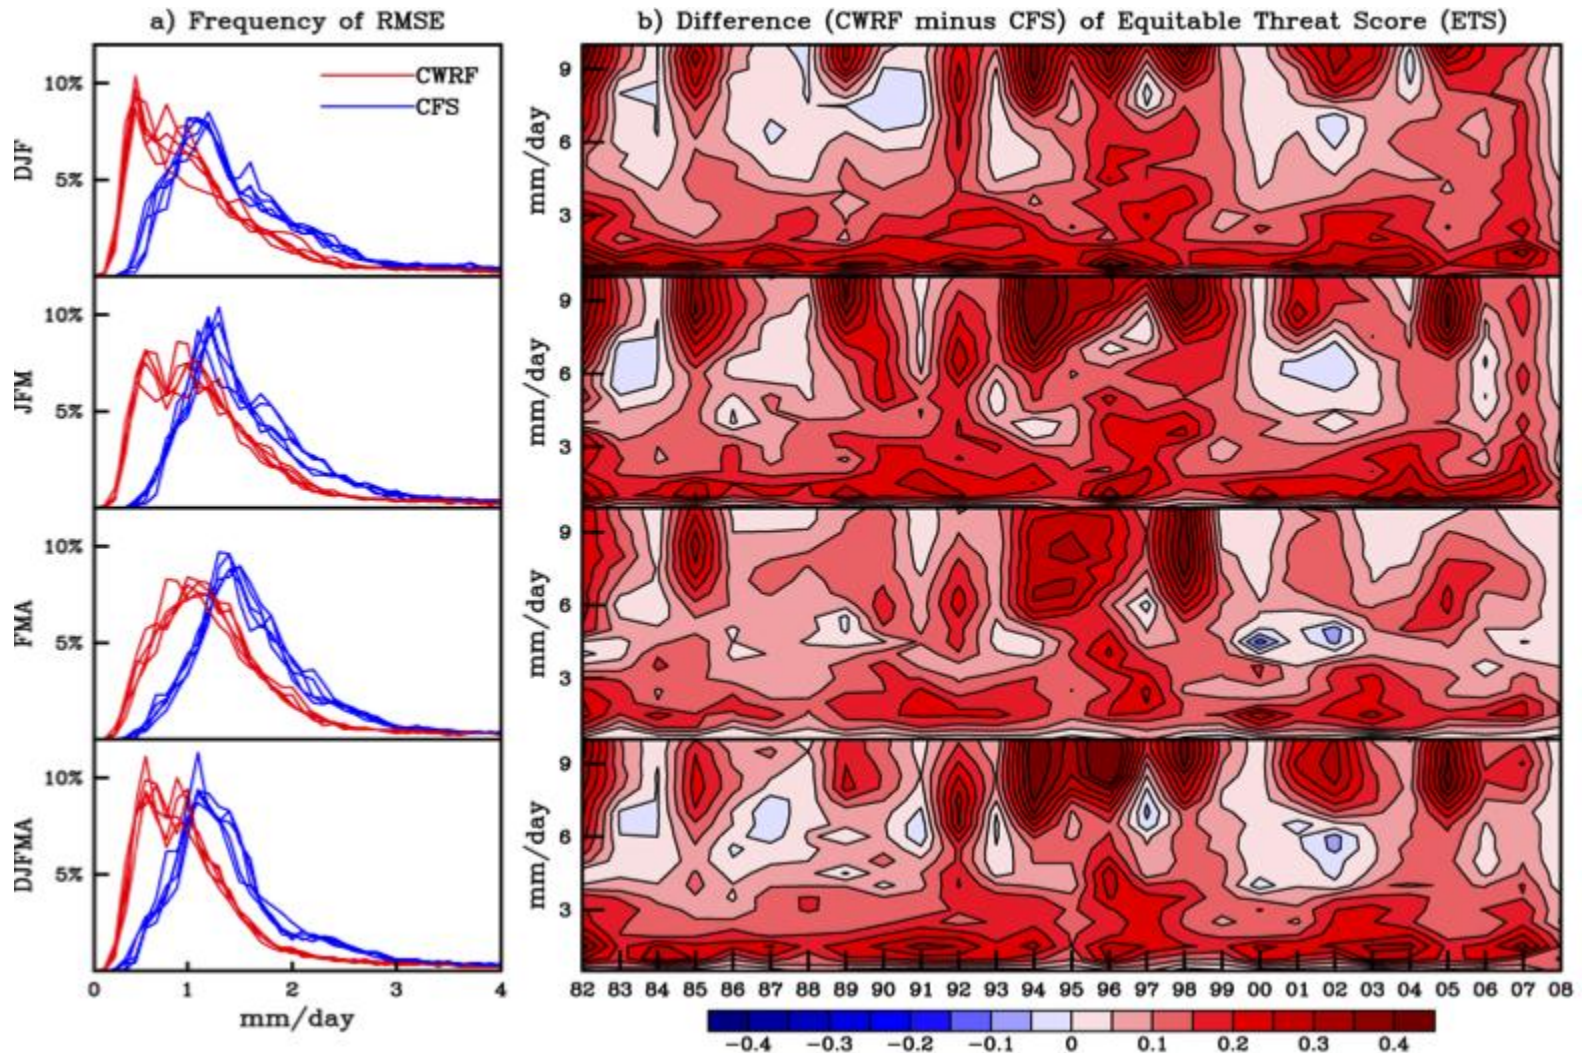 a) Frequency of RMSE
b) Difference (CWRF minus CFS) of Equitable Threat Score (ETS)
CWRF
CFS
DJF
10%
5%
mm/day
9
6
3
JFM
10%
5%
mm/day
9
6
3
FMA
10%
5%
mm/day
9
6
3
DJFMA
10%
5%
mm/day
9
6
3
0 1 2 3 4
mm/day
82 83 84 85 86 87 88 89 90 91 92 93 94 95 96 97 98 99 00 01 02 03 04 05 06 07 08
−0.4 −0.3 −0.2 −0.1 0 0.1 0.2 0.3 0.4